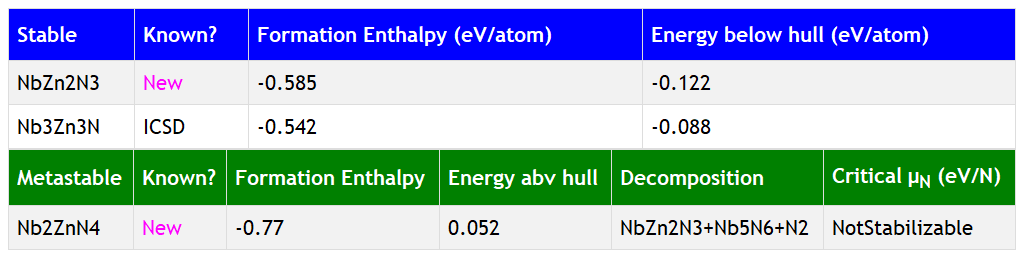 Stable Known? Formation Enthalpy (eV/atom) Energy below hull (eV/atom)
NbZn2N3 New -0.585 -0.122
Nb3Zn3N ICSD -0.542 -0.088
Metastable Known? Formation Enthalpy Energy abv hull Decomposition Critical μN (eV/N)
Nb2ZnN4 New -0.77 0.052 NbZn2N3+Nb5N6+N2 NotStabilizable